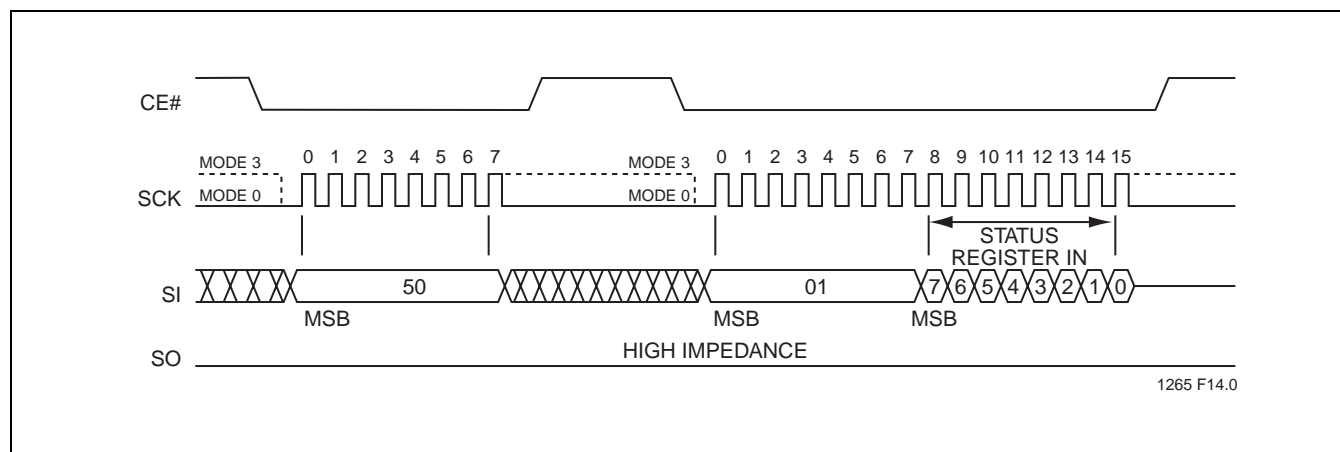 CE#
MODE 3 0 1 2 3 4 5 6 7 MODE 3 0 1 2 3 4 5 6 7 8 9 10 11 12 13 14 15
SCK MODE 0 MODE 0
STATUS
REGISTER IN
SI 50 01 7 6 5 4 3 2 1 0
MSB MSB MSB
SO HIGH IMPEDANCE
1265 F14.0